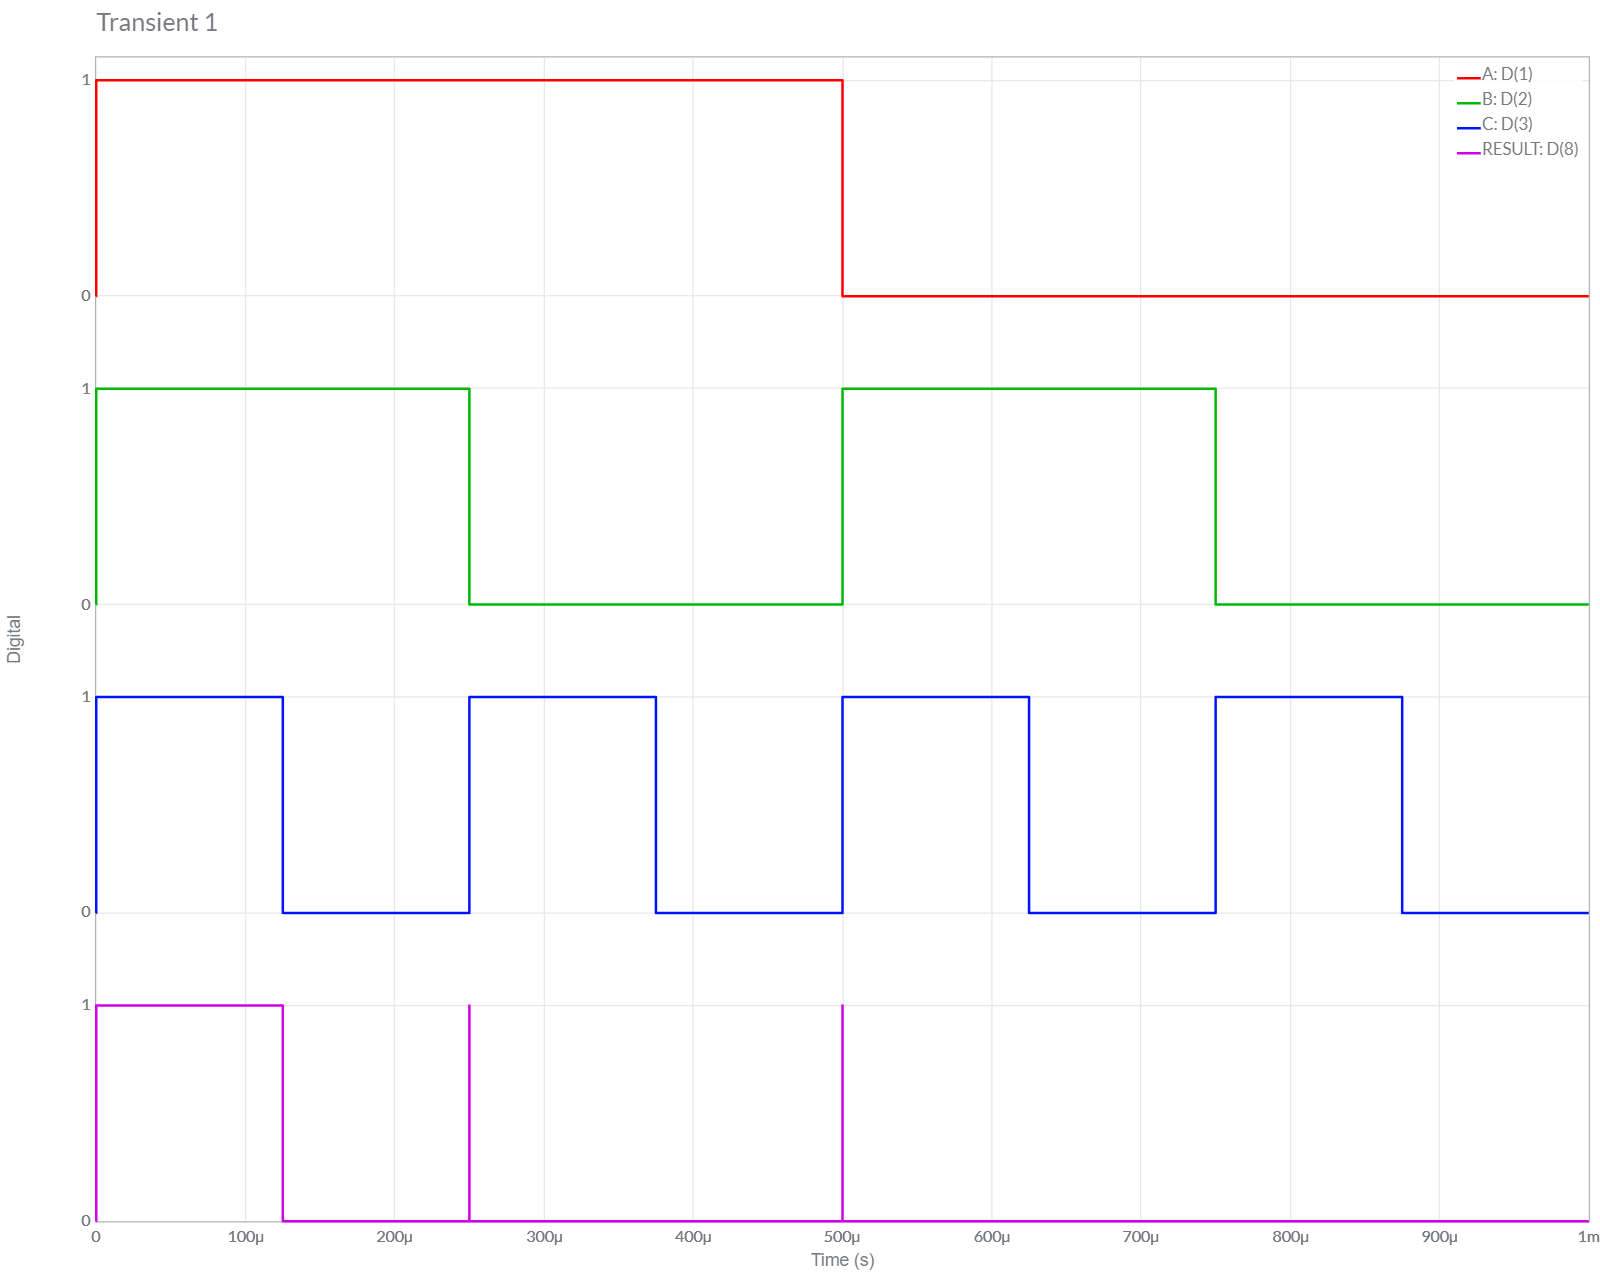 Transient 1
A: D(1)
B: D(2)
C: D(3)
RESULT: D(8)
1
0
1
0
Digital
1
0
1
0
0 100µ 200µ 300µ 400µ 500µ 600µ 700µ 800µ 900µ 1m
Time (s)